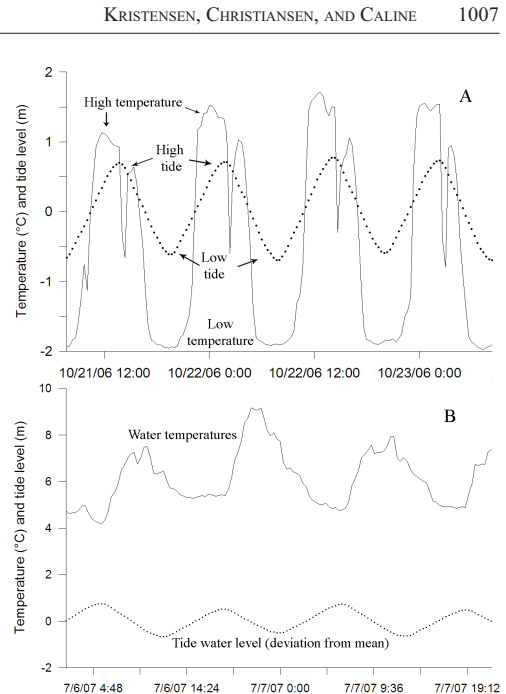 KRISTENSEN, CHRISTIANSEN, AND CALINE 1007
A
Temperature (°C) and tide level (m)
2
1
0
-1
-2
High temperature
High
tide
Low
tide
Low
temperature
10/21/06 12:00 10/22/06 0:00 10/22/06 12:00 10/23/06 0:00
B
Temperature (°C) and tide level (m)
10
8
6
4
2
0
-2
Water temperatures
Tide water level (deviation from mean)
7/6/07 4:48 7/6/07 14:24 7/7/07 0:00 7/7/07 9:36 7/7/07 19:12